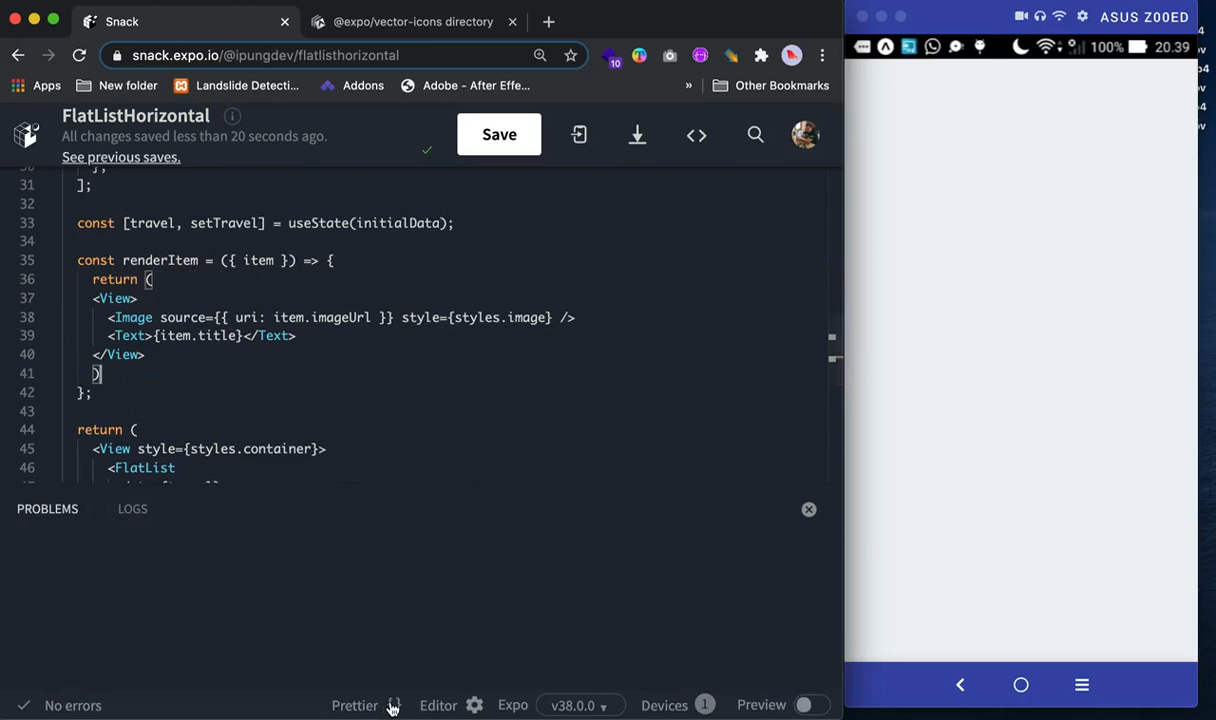 Snack
@expo/vector-icons directory
ASUS Z00ED
snack.expo.io/@ipungdev/flatlisthorizontal
100% 20.39
10
Apps New folder Landslide Detecti... Addons Adobe - After Effe... » Other Bookmarks
FlatListHorizontal
All changes saved less than 20 seconds ago.
See previous saves.
Save
30 };
31 ];
32
33 const [travel, setTravel] = useState(initialData);
34
35 const renderItem = ({ item }) => {
36 return (
37 <View>
38 <Image source={{ uri: item.imageUrl }} style={styles.image} />
39 <Text>{item.title}</Text>
40 </View>
41 )
42 };
43
44 return (
45 <View style={styles.container}>
46 <FlatList
PROBLEMS LOGS
No errors Prettier {} Editor Expo v38.0.0 Devices 1 Preview